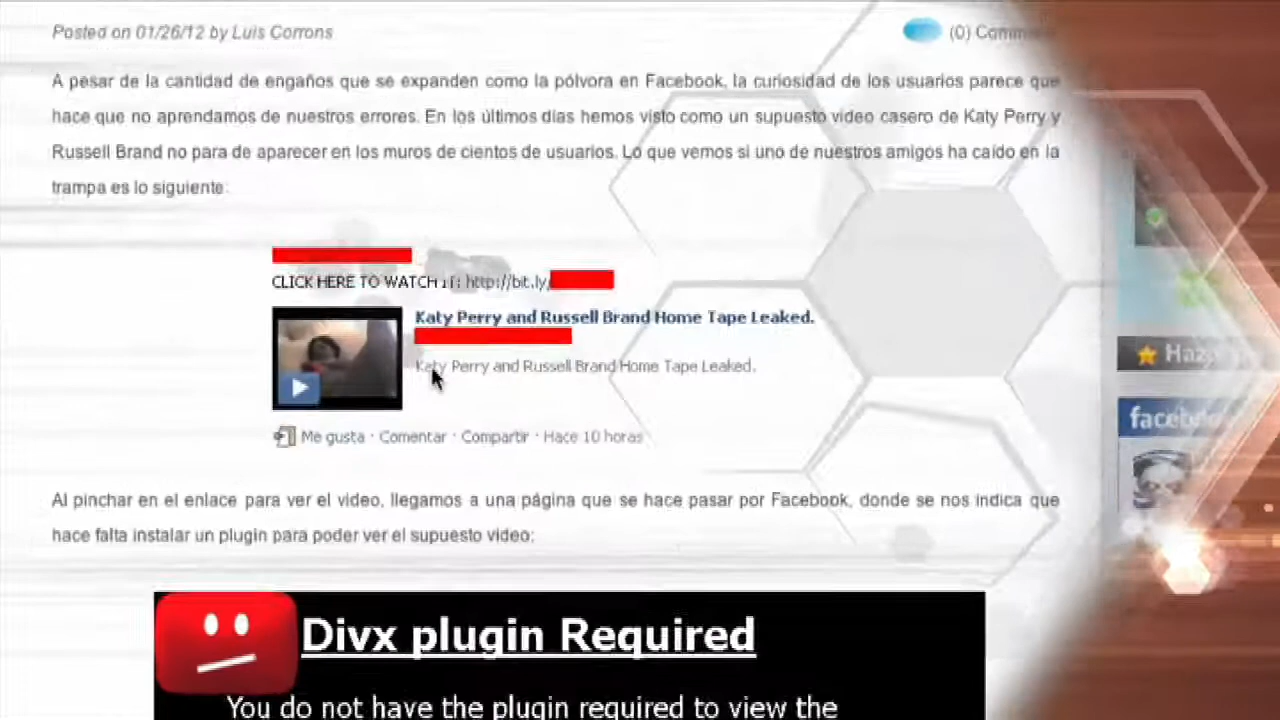 Posted on 01/26/12 by Luis Corrons
(0)
A pesar de la cantidad de engaños que se expanden como la pólvora en Facebook, la curiosidad de los usuarios parece que
hace que no aprendamos de nuestros errores. En los últimos días hemos visto como un supuesto video casero de Katy Perry y
Russell Brand no para de aparecer en los muros de cientos de usuarios. Lo que vemos si uno de nuestros amigos ha caído en la
trampa es lo siguiente:
CLICK HERE TO WATCH IT: http://bit.ly/
Katy Perry and Russell Brand Home Tape Leaked.
Katy Perry and Russell Brand Home Tape Leaked.
Me gusta · Comentar · Compartir · Hace 10 horas
Al pinchar en el enlace para ver el video, llegamos a una página que se hace pasar por Facebook, donde se nos indica que
hace falta instalar un plugin para poder ver el supuesto video:
Divx plugin Required
You do not have the plugin required to view the